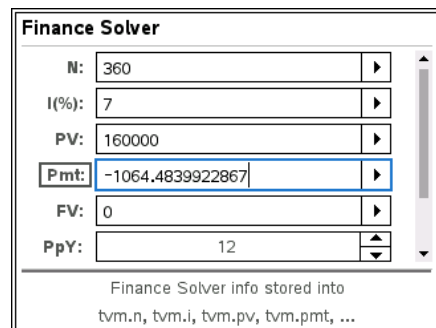 Finance Solver
N: 360
I(%): 7
PV: 160000
Pmt: -1064.4839922867
FV: 0
PpY: 12
Finance Solver info stored into
tvm.n, tvm.i, tvm.pv, tvm.pmt, ...